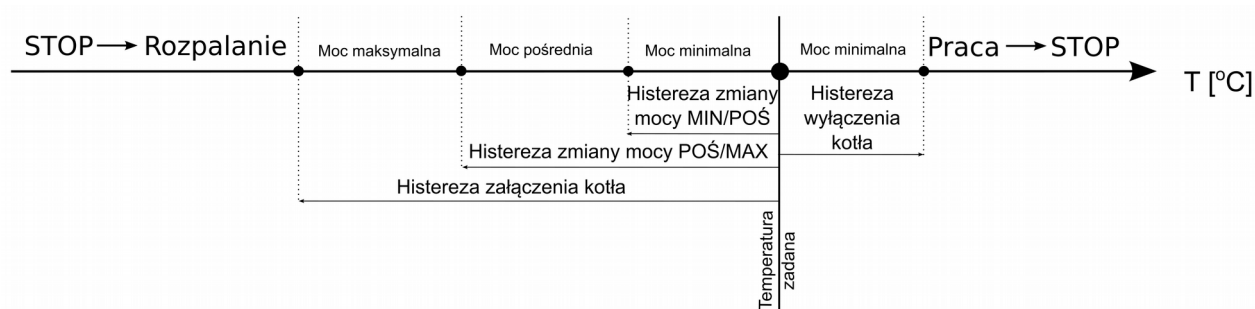 STOP → Rozpalanie
Moc maksymalna
Moc pośrednia
Moc minimalna
Moc minimalna
Praca → STOP
T [°C]
Histereza zmiany
mocy MIN/POŚ
Histereza
wyłączenia
kotła
Histereza zmiany mocy POŚ/MAX
Histereza załączenia kotła
Temperatura
zadana